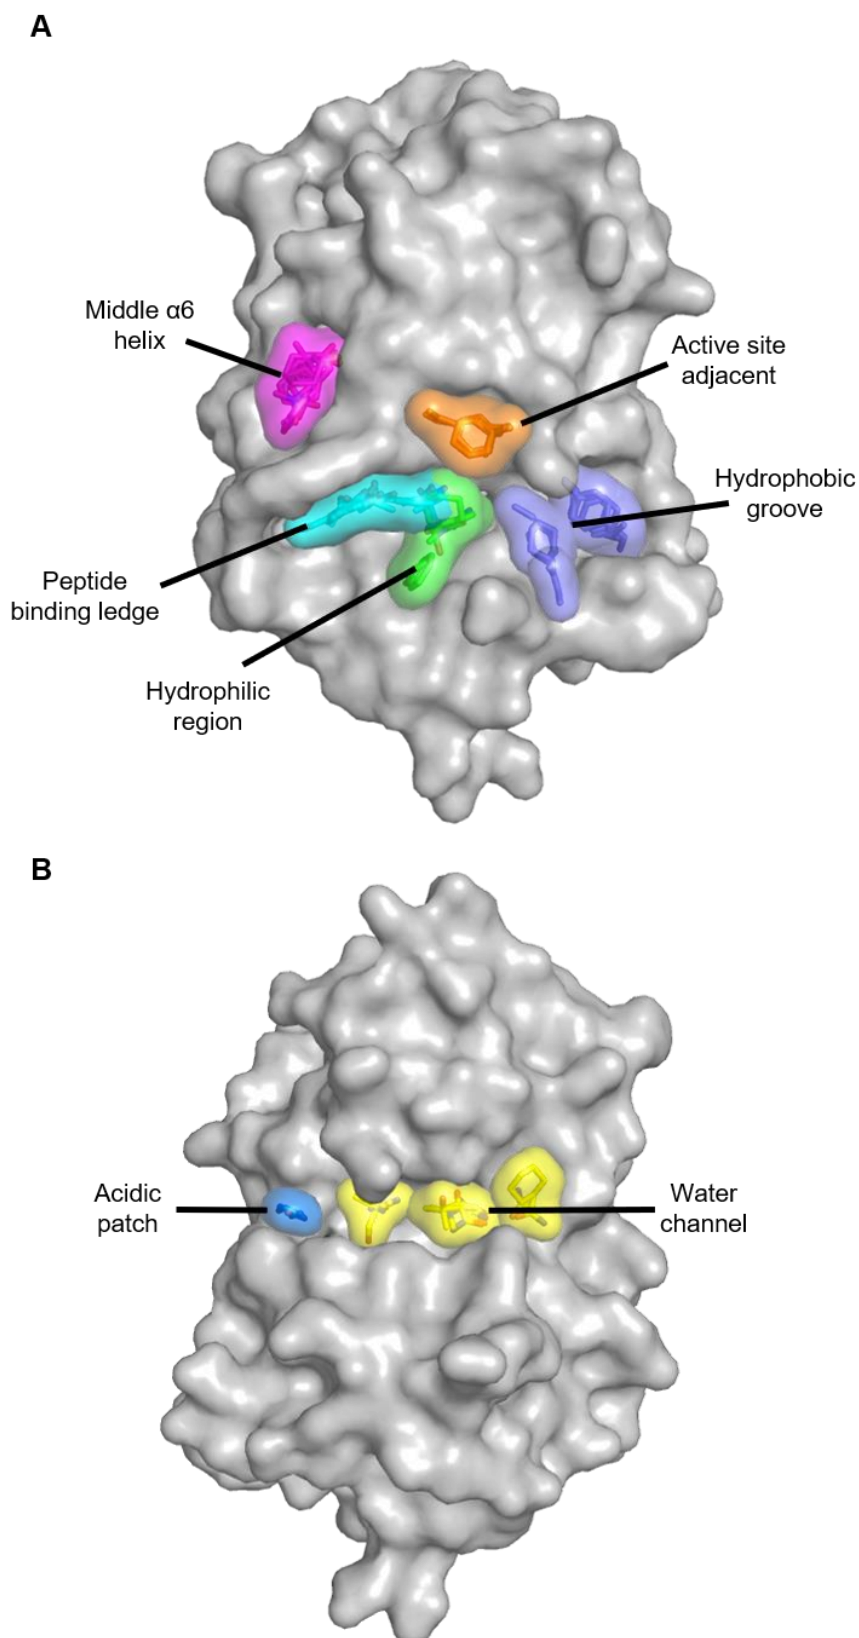 A
Middle α6
helix
Active site
adjacent
Hydrophobic
groove
Peptide
binding ledge
Hydrophilic
region
B
Acidic
patch
Water
channel